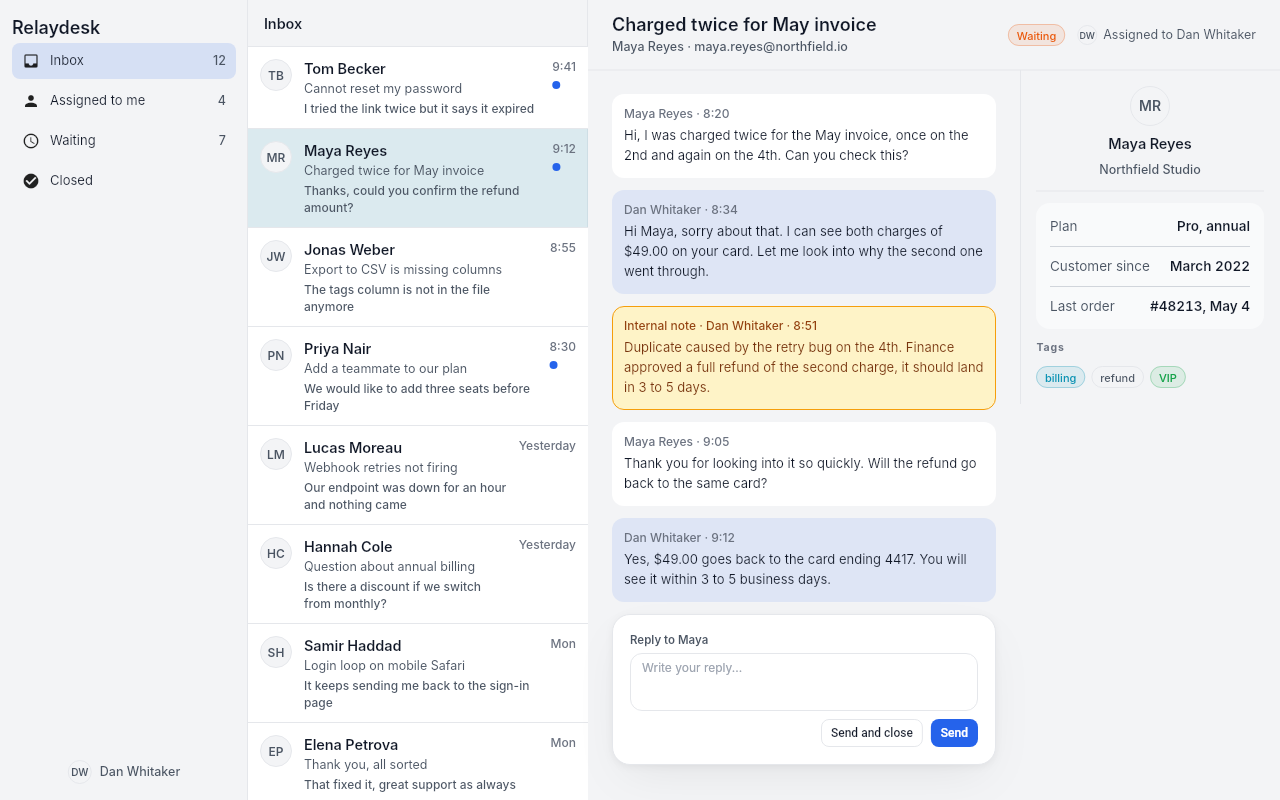 Relaydesk
Inbox 12
Assigned to me 4
Waiting 7
Closed
DW Dan Whitaker
Inbox
TB
Tom Becker 9:41
Cannot reset my password
I tried the link twice but it says it expired
MR
Maya Reyes 9:12
Charged twice for May invoice
Thanks, could you confirm the refund
amount?
JW
Jonas Weber 8:55
Export to CSV is missing columns
The tags column is not in the file
anymore
PN
Priya Nair 8:30
Add a teammate to our plan
We would like to add three seats before
Friday
LM
Lucas Moreau Yesterday
Webhook retries not firing
Our endpoint was down for an hour
and nothing came
HC
Hannah Cole Yesterday
Question about annual billing
Is there a discount if we switch
from monthly?
SH
Samir Haddad Mon
Login loop on mobile Safari
It keeps sending me back to the sign-in
page
EP
Elena Petrova Mon
Thank you, all sorted
That fixed it, great support as always
Charged twice for May invoice
Maya Reyes · maya.reyes@northfield.io
Waiting
DW Assigned to Dan Whitaker
Maya Reyes · 8:20
Hi, I was charged twice for the May invoice, once on the
2nd and again on the 4th. Can you check this?
Dan Whitaker · 8:34
Hi Maya, sorry about that. I can see both charges of
$49.00 on your card. Let me look into why the second one
went through.
Internal note · Dan Whitaker · 8:51
Duplicate caused by the retry bug on the 4th. Finance
approved a full refund of the second charge, it should land
in 3 to 5 days.
Maya Reyes · 9:05
Thank you for looking into it so quickly. Will the refund go
back to the same card?
Dan Whitaker · 9:12
Yes, $49.00 goes back to the card ending 4417. You will
see it within 3 to 5 business days.
Reply to Maya
Write your reply...
Send and close Send
MR
Maya Reyes
Northfield Studio
Plan Pro, annual
Customer since March 2022
Last order #48213, May 4
Tags
billing refund VIP